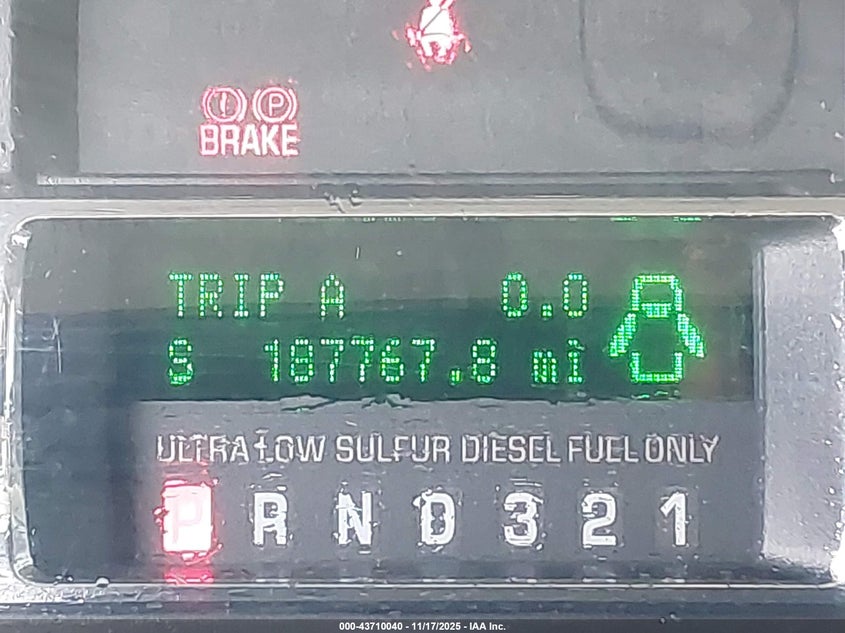 BRAKE
TRIP A 0.0
S 187767.8 mi
ULTRA LOW SULFUR DIESEL FUEL ONLY
P R N D 3 2 1
000-43710040 - 11/17/2025 - IAA Inc.